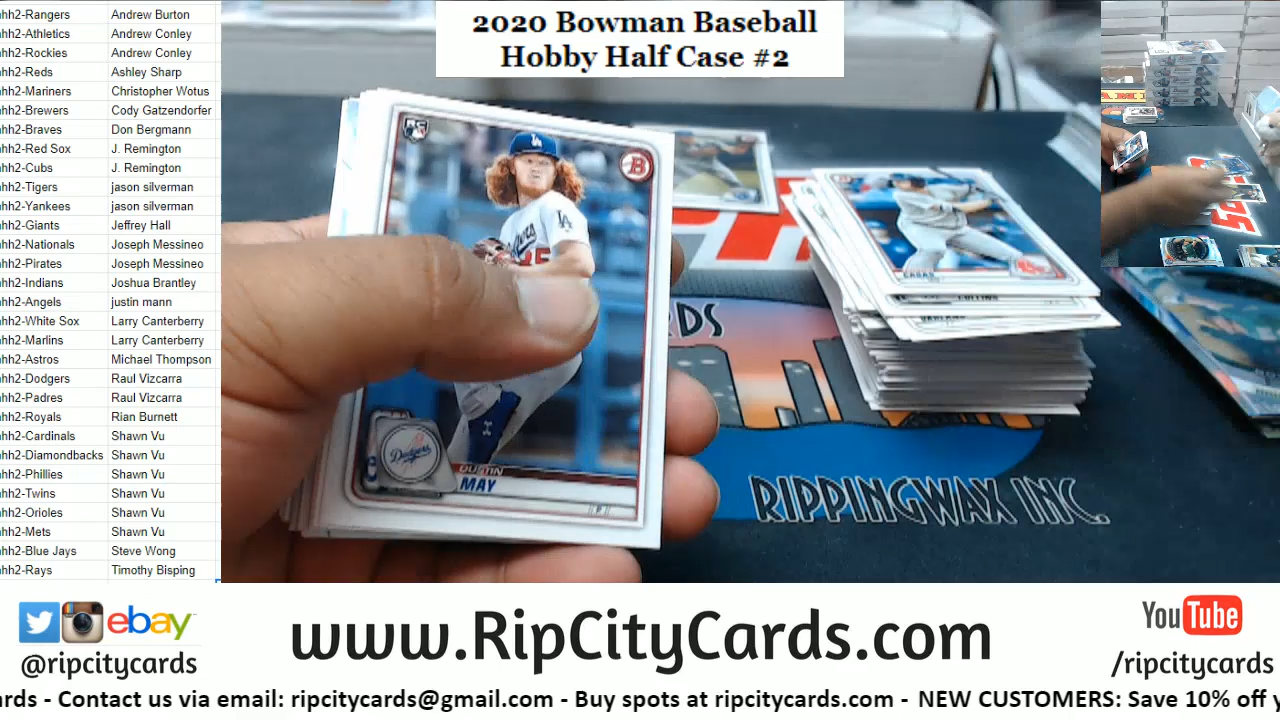 2020 Bowman Baseball
Hobby Half Case #2
hh2-Rangers Andrew Burton
hh2-Athletics Andrew Conley
hh2-Rockies Andrew Conley
hh2-Reds Ashley Sharp
hh2-Mariners Christopher Wotus
hh2-Brewers Cody Gatzendorfer
hh2-Braves Don Bergmann
hh2-Red Sox J. Remington
hh2-Cubs J. Remington
hh2-Tigers jason silverman
hh2-Yankees jason silverman
hh2-Giants Jeffrey Hall
hh2-Nationals Joseph Messineo
hh2-Pirates Joseph Messineo
hh2-Indians Joshua Brantley
hh2-Angels justin mann
hh2-White Sox Larry Canterberry
hh2-Marlins Larry Canterberry
hh2-Astros Michael Thompson
hh2-Dodgers Raul Vizcarra
hh2-Padres Raul Vizcarra
hh2-Royals Rian Burnett
hh2-Cardinals Shawn Vu
hh2-Diamondbacks Shawn Vu
hh2-Phillies Shawn Vu
hh2-Twins Shawn Vu
hh2-Orioles Shawn Vu
hh2-Mets Shawn Vu
hh2-Blue Jays Steve Wong
hh2-Rays Timothy Bisping
RC
B
LA
Dodgers
DUSTIN
MAY
P
CASAS
COLLINS
RDS
RIPPINGWAX INC.
ebay
@ripcitycards
www.RipCityCards.com
YouTube
/ripcitycards
ards - Contact us via email: ripcitycards@gmail.com - Buy spots at ripcitycards.com - NEW CUSTOMERS: Save 10% off y